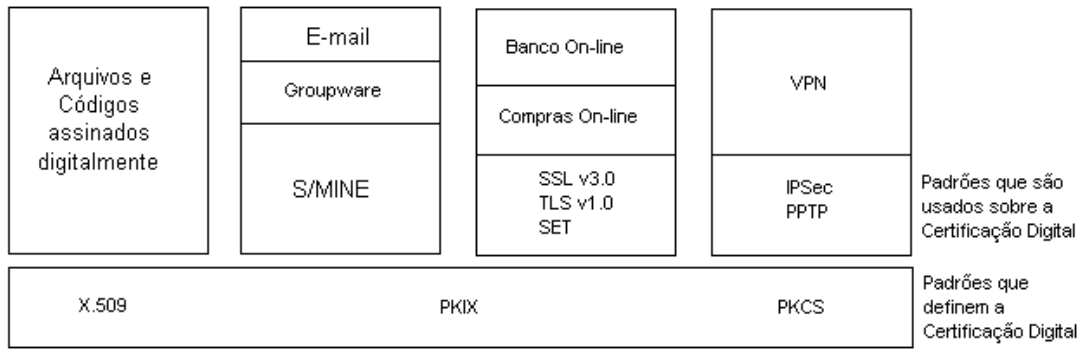 Arquivos e
Códigos
assinados
digitalmente
E-mail
Groupware
S/MINE
Banco On-line
Compras On-line
SSL v3.0
TLS v1.0
SET
VPN
IPSec
PPTP
Padrões que são
usados sobre a
Certificação Digital
X.509
PKIX
PKCS
Padrões que
definem a
Certificação Digital